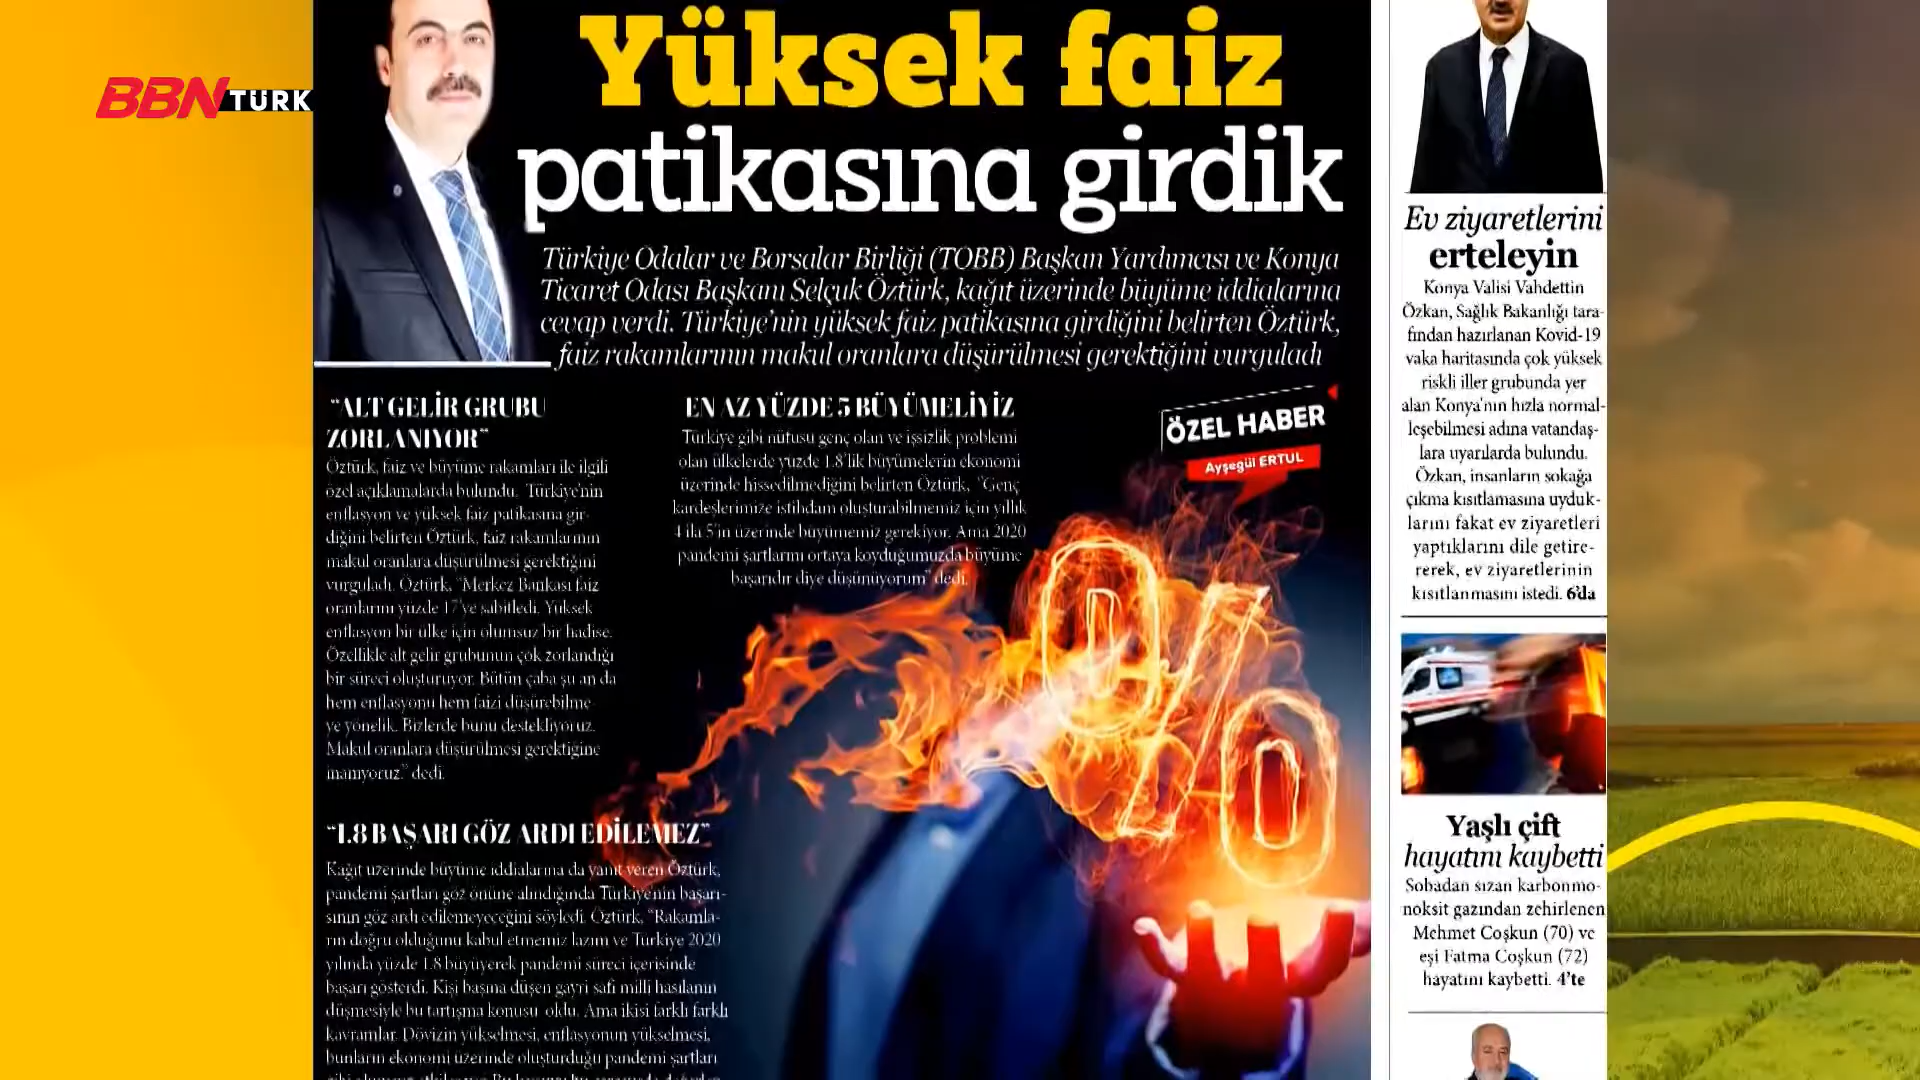 BBN TÜRK
Yüksek faiz
patikasına girdik
Türkiye Odalar ve Borsalar Birliği (TOBB) Başkan Yardımcısı ve Konya
Ticaret Odası Başkanı Selçuk Öztürk, kağıt üzerinde büyüme iddialarına
cevap verdi. Türkiye'nin yüksek faiz patikasına girdiğini belirten Öztürk,
faiz rakamlarının makul oranlara düşürülmesi gerektiğini vurguladı
"ALT GELİR GRUBU
ZORLANIYOR"
Öztürk, faiz ve büyüme rakamları ile ilgili
özel açıklamalarda bulundu. Türkiye'nin
enflasyon ve yüksek faiz patikasına gir-
diğini belirten Öztürk, faiz rakamlarının
makul oranlara düşürülmesi gerektiğini
vurguladı. Öztürk, "Merkez Bankası faiz
oranlarını yüzde 17'ye sabitledi. Yüksek
enflasyon bir ülke için olumsuz bir hadise.
Özellikle alt gelir grubunun çok zorlandığı
bir süreci oluşturuyor. Bütün çaba şu an da
hem enflasyonu hem faizi düşürebilme-
ye yönelik. Bizlerde bunu destekliyoruz.
Makul oranlara düşürülmesi gerektiğine
inanıyoruz." dedi.
"1.8 BAŞARI GÖZ ARDI EDİLEMEZ"
Kağıt üzerinde büyüme iddialarına da yanıt veren Öztürk,
pandemi şartları göz önüne alındığında Türkiye'nin başarı-
sının göz ardı edilemeyeceğini söyledi. Öztürk, "Rakamla-
rın doğru olduğunu kabul etmemiz lazım ve Türkiye 2020
yılında yüzde 1.8 büyüyerek pandemi süreci içerisinde
başarı gösterdi. Kişi başına düşen gayri safi milli hasılanın
düşmesiyle bu tartışma konusu oldu. Ama ikisi farklı farklı
kavramlar. Dövizin yükselmesi, enflasyonun yükselmesi,
bunların ekonomi üzerinde oluşturduğu pandemi şartları
EN AZ YÜZDE 5 BÜYÜMELİYİZ
Türkiye gibi nüfusu genç olan ve işsizlik problemi
olan ülkelerde yüzde 1.8'lik büyümelerin ekonomi
üzerinde hissedilmediğini belirten Öztürk, "Genç
kardeşlerimize istihdam oluşturabilmemiz için yıllık
4 ila 5'in üzerinde büyümemiz gerekiyor. Ama 2020
pandemi şartlarını ortaya koyduğumuzda büyüme
başarıdır diye düşünüyorum" dedi.
ÖZEL HABER
Ayşegül ERTUL
%
Ev ziyaretlerini
erteleyin
Konya Valisi Vahdettin
Özkan, Sağlık Bakanlığı tara-
fından hazırlanan Kovid-19
vaka haritasında çok yüksek
riskli iller grubunda yer
alan Konya'nın hızla normal-
leşebilmesi adına vatandaş-
lara uyarılarda bulundu.
Özkan, insanların sokağa
çıkma kısıtlamasına uyduk-
larını fakat ev ziyaretleri
yaptıklarını dile getire-
rerek, ev ziyaretlerinin
kısıtlanmasını istedi. 6'da
Yaşlı çift
hayatını kaybetti
Sobadan sızan karbonmo-
noksit gazından zehirlenen
Mehmet Coşkun (70) ve
eşi Fatma Coşkun (72)
hayatını kaybetti. 4'te